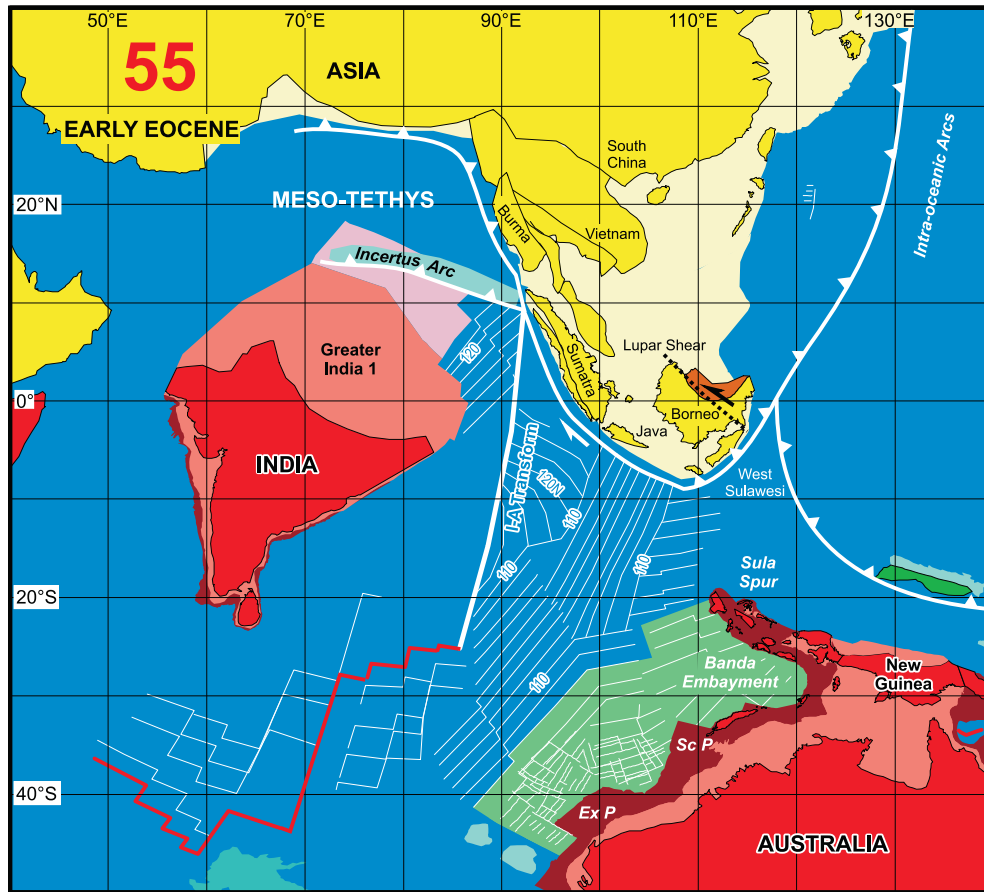 50°E
70°E
90°E
110°E
130°E
55
EARLY EOCENE
ASIA
South
China
Intra-oceanic Arcs
20°N
MESO-TETHYS
Burma
Vietnam
Incertus Arc
Greater
India 1
120
Lupar Shear
Sumatra
0°
Borneo
Java
INDIA
I-A Transform
120N
110
West
Sulawesi
110
110
20°S
Sula
Spur
Banda
Embayment
New
Guinea
110
Sc P
40°S
Ex P
AUSTRALIA